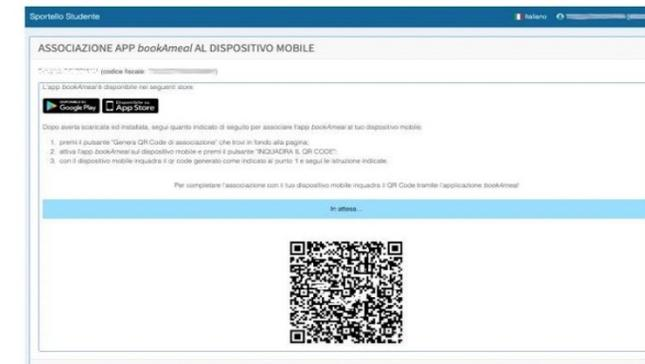 Sportello Studente
Italiano
ASSOCIAZIONE APP bookAmeal AL DISPOSITIVO MOBILE
(codice fiscale:
L'app bookAmeal è disponibile nei seguenti store
DISPONIBILE SU
Google Play
Disponibile su
App Store
Dopo averla scaricata ed installata, segui quanto indicato di seguito per associare l'app bookAmeal al tuo dispositivo mobile:
1. premi il pulsante "Genera QR Code di associazione" che trovi in fondo alla pagina;
2. attiva l'app bookAmeal sul dispositivo mobile e premi il pulsante "INQUADRA IL QR CODE";
3. con il dispositivo mobile inquadra il qr code generato come indicato al punto 1 e segui le istruzione indicate.
Per completare l'associazione con il tuo dispositivo mobile inquadra il QR Code tramite l'applicazione bookAmeal
In attesa...